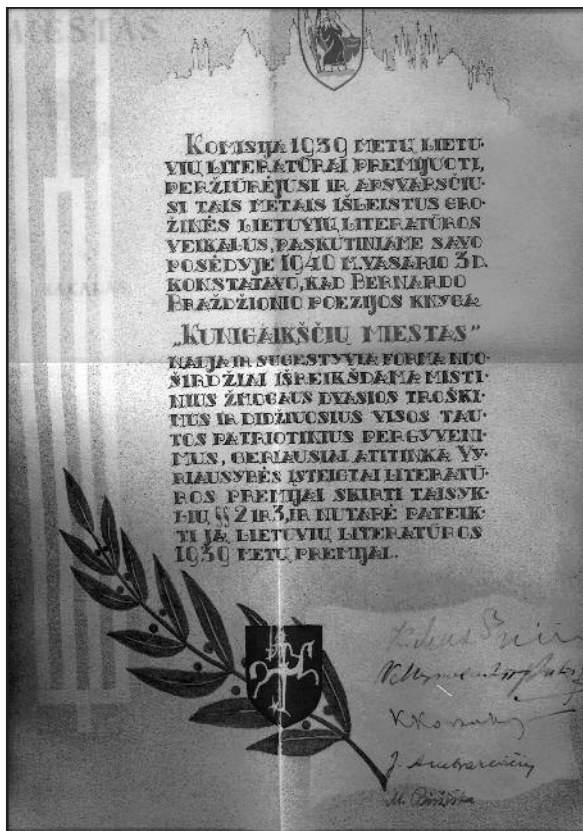 MIESTAS
KOMISIJA 1939 METŲ LIETU-
VIŲ LITERATŪRAI PREMIJUOTI,
PERŽIŪRĖJUSI IR APSVARSČIU-
SI TAIS METAIS IŠLEISTUS GRO-
ŽINĖS LIETUVIŲ LITERATŪROS
VEIKALUS, PASKUTINIAME SAVO
POSĖDYJE 1940 M. VASARIO 3 D.
KONSTATAVO, KAD BERNARDO
BRAZDŽIONIO POEZIJOS KNYGA
„KUNIGAIKŠČIŲ MIESTAS”
NAUJA IR SUGESTYVIA FORMA NUO-
ŠIRDŽIAI IŠREIKŠDAMA MISTI-
NIUS ŽMOGAUS DVASIOS TROŠKI-
MUS IR DIDŽIUOSIUS VISOS TAU-
TOS PATRIOTINIUS PERGYVENI-
MUS, GERIAUSIAI ATITINKA VY-
RIAUSYBĖS ĮSTEIGTAI LITERATŪ-
ROS PREMIJAI SKIRTI TAISYK-
LIŲ §§ 2 IR 3, IR NUTARĖ PATEIK-
TI JĄ LIETUVIŲ LITERATŪROS
1939 METŲ PREMIJAI.
J. Ambrazevičius
M. Biržiška